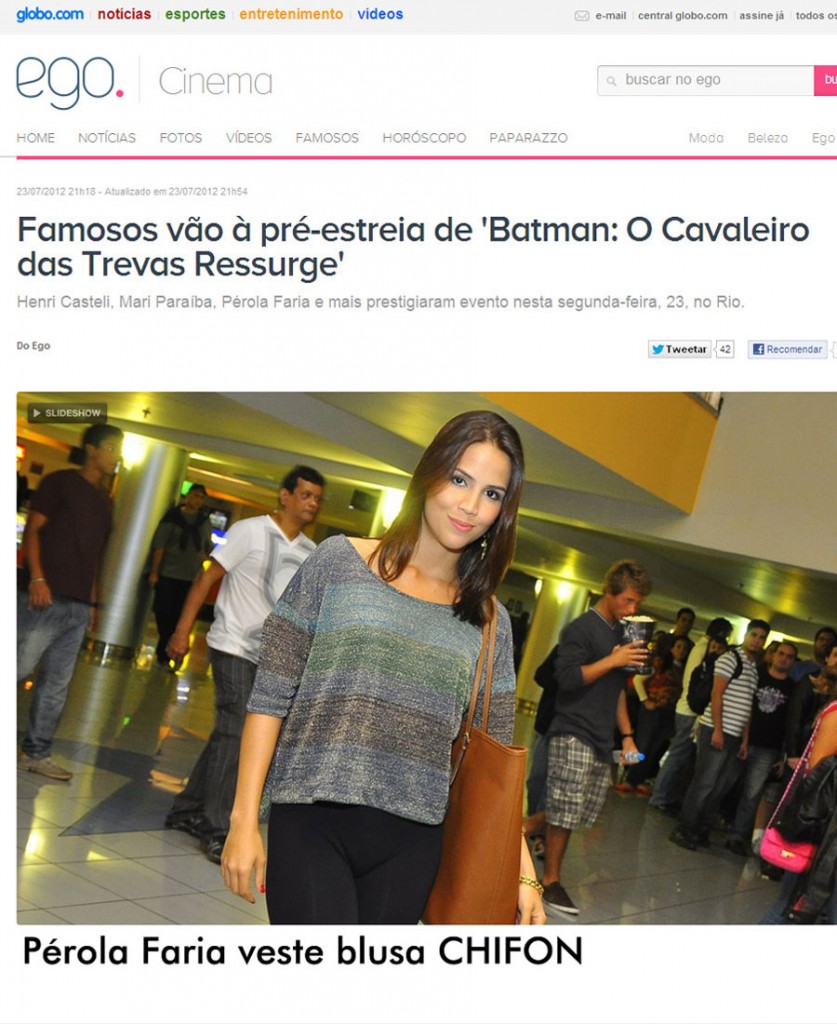 globo.com notícias esportes entretenimento vídeos e-mail central globo.com assine já todos os
ego. Cinema buscar no ego bu
HOME NOTÍCIAS FOTOS VÍDEOS FAMOSOS HORÓSCOPO PAPARAZZO Moda Beleza Ego
23/07/2012 21h18 - Atualizado em 23/07/2012 21h54
Famosos vão à pré-estreia de 'Batman: O Cavaleiro
das Trevas Ressurge'
Henri Casteli, Mari Paraíba, Pérola Faria e mais prestigiaram evento nesta segunda-feira, 23, no Rio.
Do Ego Tweetar 42 Recomendar
SLIDESHOW
Pérola Faria veste blusa CHIFON